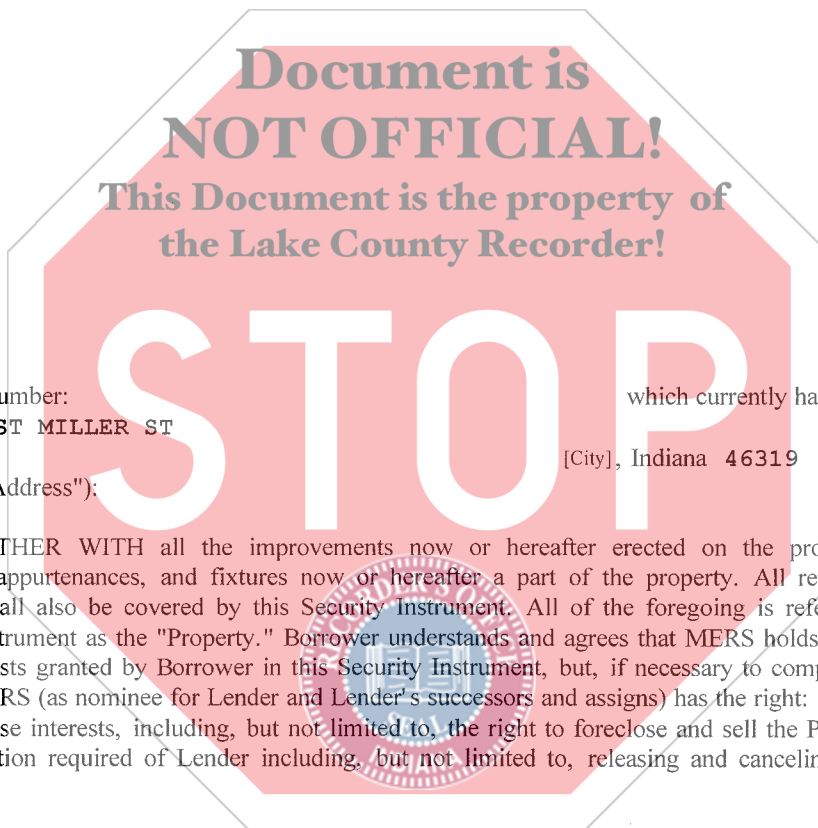 Document is
NOT OFFICIAL!
This Document is the property of
the Lake County Recorder!
STOP
umber: which currently ha
ST MILLER ST
[City], Indiana 46319
Address"):
THER WITH all the improvements now or hereafter erected on the pro
appurtenances, and fixtures now or hereafter a part of the property. All re
all also be covered by this Security Instrument. All of the foregoing is refe
trument as the "Property." Borrower understands and agrees that MERS holds
sts granted by Borrower in this Security Instrument, but, if necessary to comp
RS (as nominee for Lender and Lender's successors and assigns) has the right:
se interests, including, but not limited to, the right to foreclose and sell the P
tion required of Lender including, but not limited to, releasing and cancelin
RECORDER'S OFFICE
SEAL
INDIANA